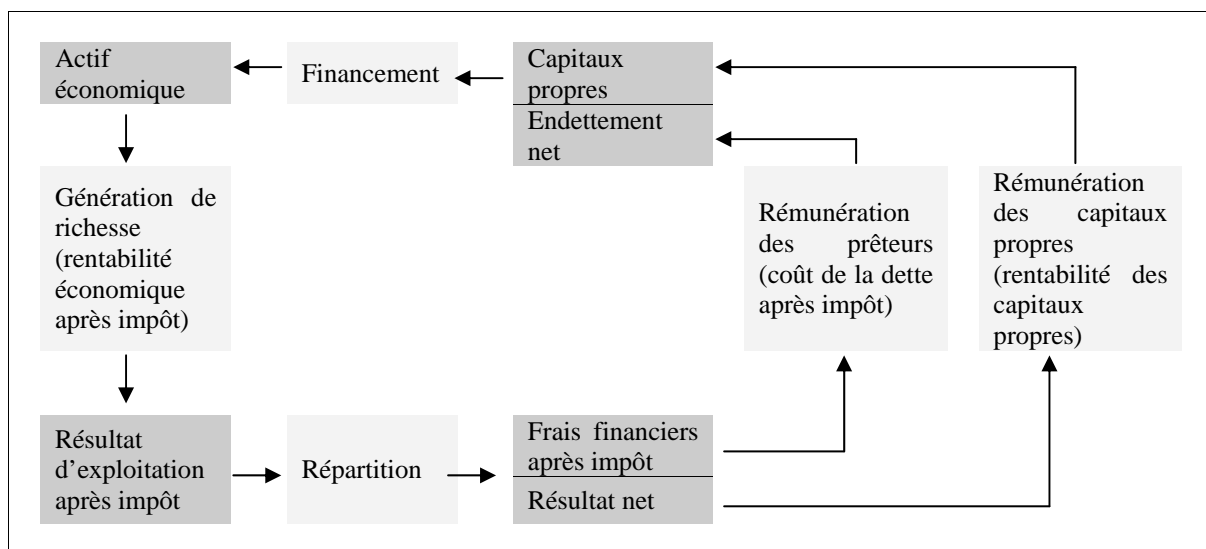 Actif
économique
Financement
Capitaux
propres
Endettement
net
Génération de
richesse
(rentabilité
économique
après impôt)
Rémunération
des prêteurs
(coût de la dette
après impôt)
Rémunération
des capitaux
propres
(rentabilité des
capitaux
propres)
Résultat
d’exploitation
après impôt
Répartition
Frais financiers
après impôt
Résultat net